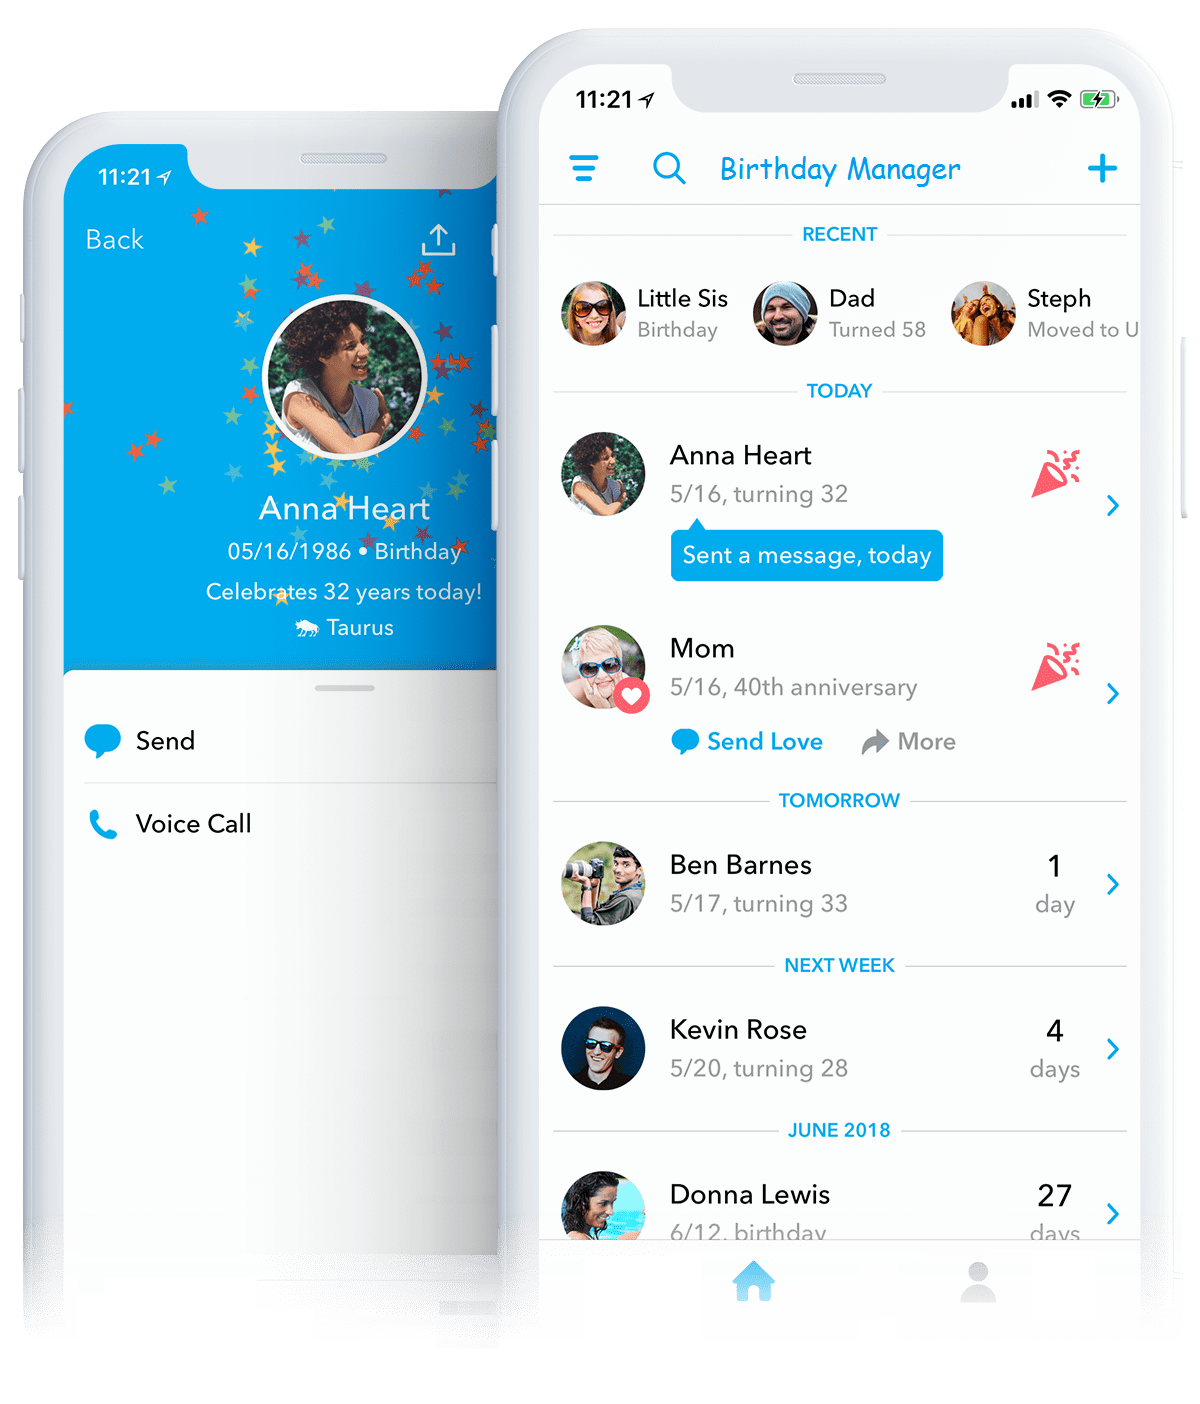 11:21
Back
Anna Heart
05/16/1986 • Birthday
Celebrates 32 years today!
Taurus
Send
Voice Call
11:21
Birthday Manager
RECENT
Little Sis
Birthday
Dad
Turned 58
Steph
Moved to U
TODAY
Anna Heart
5/16, turning 32
Sent a message, today
Mom
5/16, 40th anniversary
Send Love
More
TOMORROW
Ben Barnes
5/17, turning 33
1
day
NEXT WEEK
Kevin Rose
5/20, turning 28
4
days
JUNE 2018
Donna Lewis
6/12, birthday
27
days